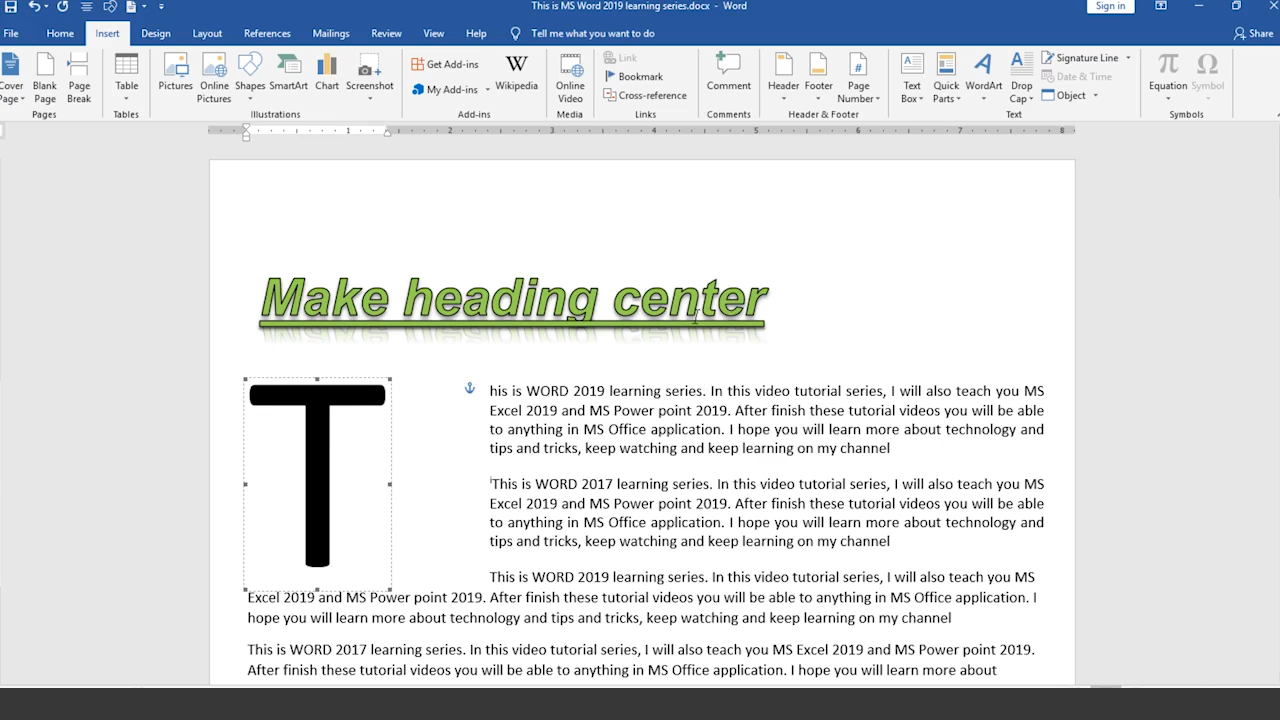 This is MS Word 2019 learning series.docx - Word
Sign in
File Home Insert Design Layout References Mailings Review View Help Tell me what you want to do Share
Cover Page
Blank Page
Page Break
Table
Pictures
Online Pictures
Shapes
SmartArt
Chart
Screenshot
Get Add-ins
My Add-ins
Wikipedia
Online Video
Link
Bookmark
Cross-reference
Comment
Header
Footer
Page Number
Text Box
Quick Parts
WordArt
Drop Cap
Signature Line
Date & Time
Object
Equation
Symbol
Pages Tables Illustrations Add-ins Media Links Comments Header & Footer Text Symbols
1 2 3 4 5 6 7 8
Make heading center
T
his is WORD 2019 learning series. In this video tutorial series, I will also teach you MS
Excel 2019 and MS Power point 2019. After finish these tutorial videos you will be able
to anything in MS Office application. I hope you will learn more about technology and
tips and tricks, keep watching and keep learning on my channel
This is WORD 2017 learning series. In this video tutorial series, I will also teach you MS
Excel 2019 and MS Power point 2019. After finish these tutorial videos you will be able
to anything in MS Office application. I hope you will learn more about technology and
tips and tricks, keep watching and keep learning on my channel
This is WORD 2019 learning series. In this video tutorial series, I will also teach you MS
Excel 2019 and MS Power point 2019. After finish these tutorial videos you will be able to anything in MS Office application. I
hope you will learn more about technology and tips and tricks, keep watching and keep learning on my channel
This is WORD 2017 learning series. In this video tutorial series, I will also teach you MS Excel 2019 and MS Power point 2019.
After finish these tutorial videos you will be able to anything in MS Office application. I hope you will learn more about